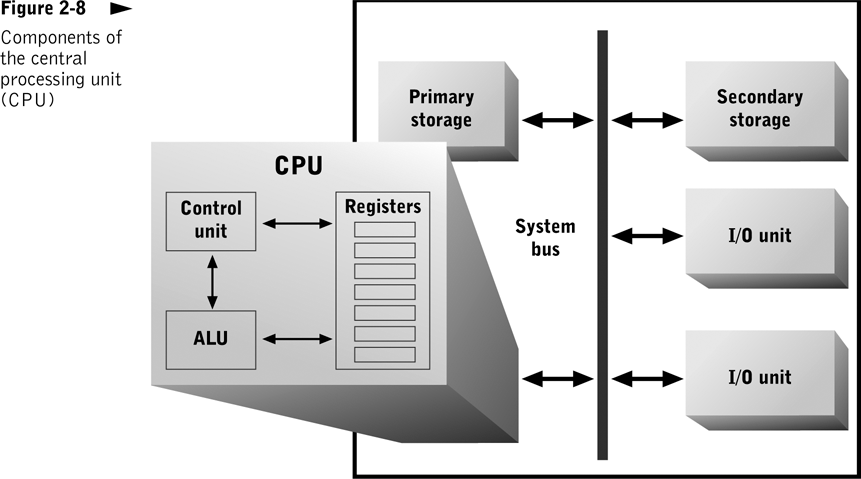 Figure 2-8
Components of
the central
processing unit
(CPU)
Primary
storage
Secondary
storage
CPU
Control
unit
Registers
System
bus
I/O unit
ALU
I/O unit